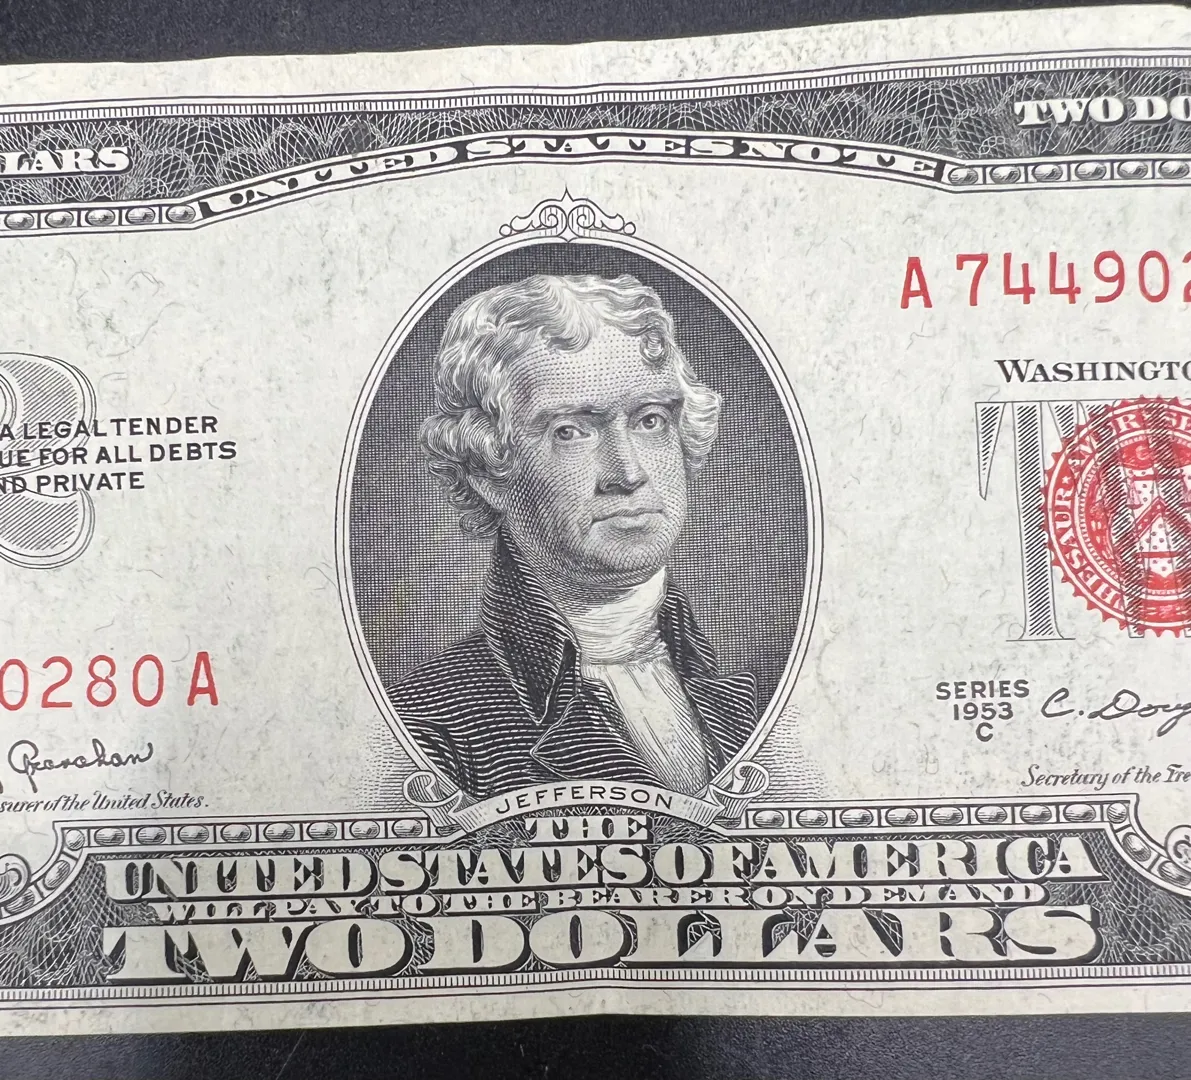 TWO DO
LARS
UNITED STATES NOTE
A 744902
WASHINGTO
A LEGAL TENDER
UE FOR ALL DEBTS
ND PRIVATE
0280 A
SERIES
1953
C
C. Doug
Secretary of the Tre
surer of the United States.
JEFFERSON
THE
UNITED STATES OF AMERICA
WILL PAY TO THE BEARER ON DEMAND
TWO DOLLARS